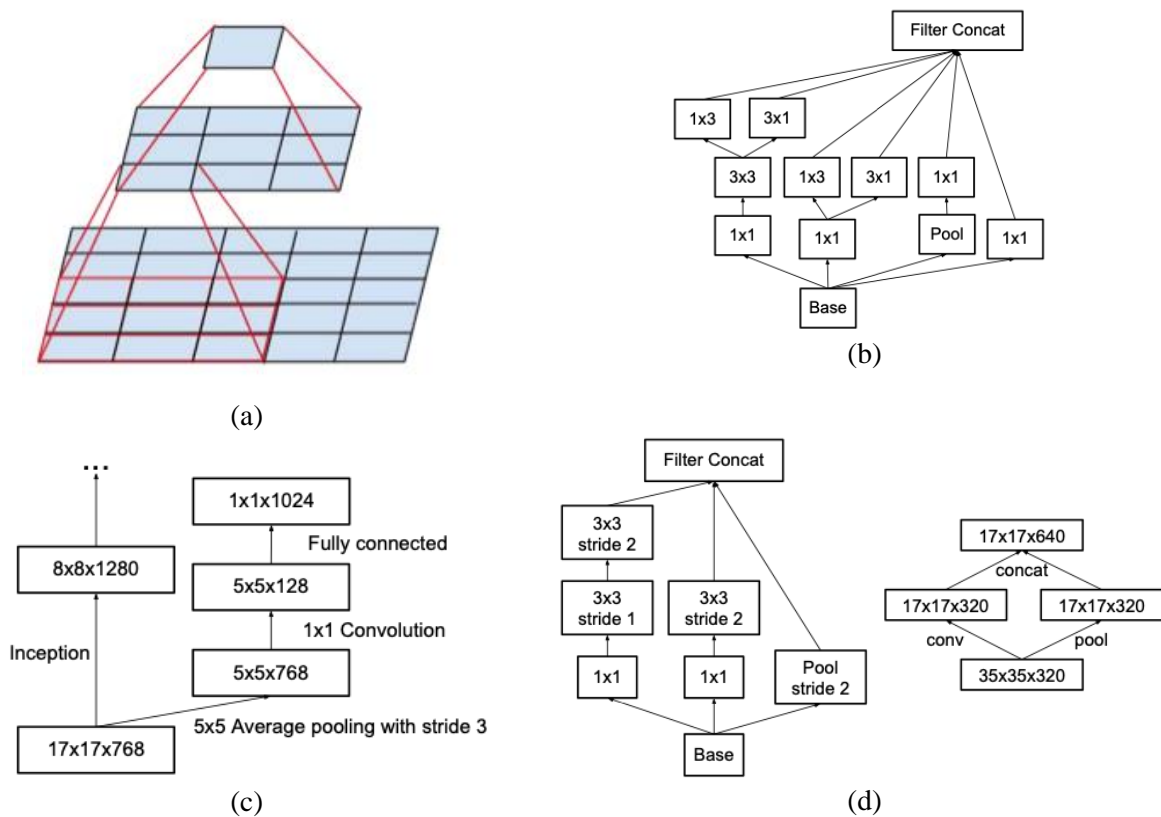 (a)
Filter Concat
1x3
3x1
3x3
1x3
3x1
1x1
1x1
1x1
Pool
1x1
Base
(b)
...
8x8x1280
Inception
17x17x768
1x1x1024
Fully connected
5x5x128
1x1 Convolution
5x5x768
5x5 Average pooling with stride 3
(c)
Filter Concat
3x3
stride 2
3x3
stride 1
3x3
stride 2
1x1
1x1
Pool
stride 2
Base
17x17x640
concat
17x17x320
17x17x320
conv
pool
35x35x320
(d)